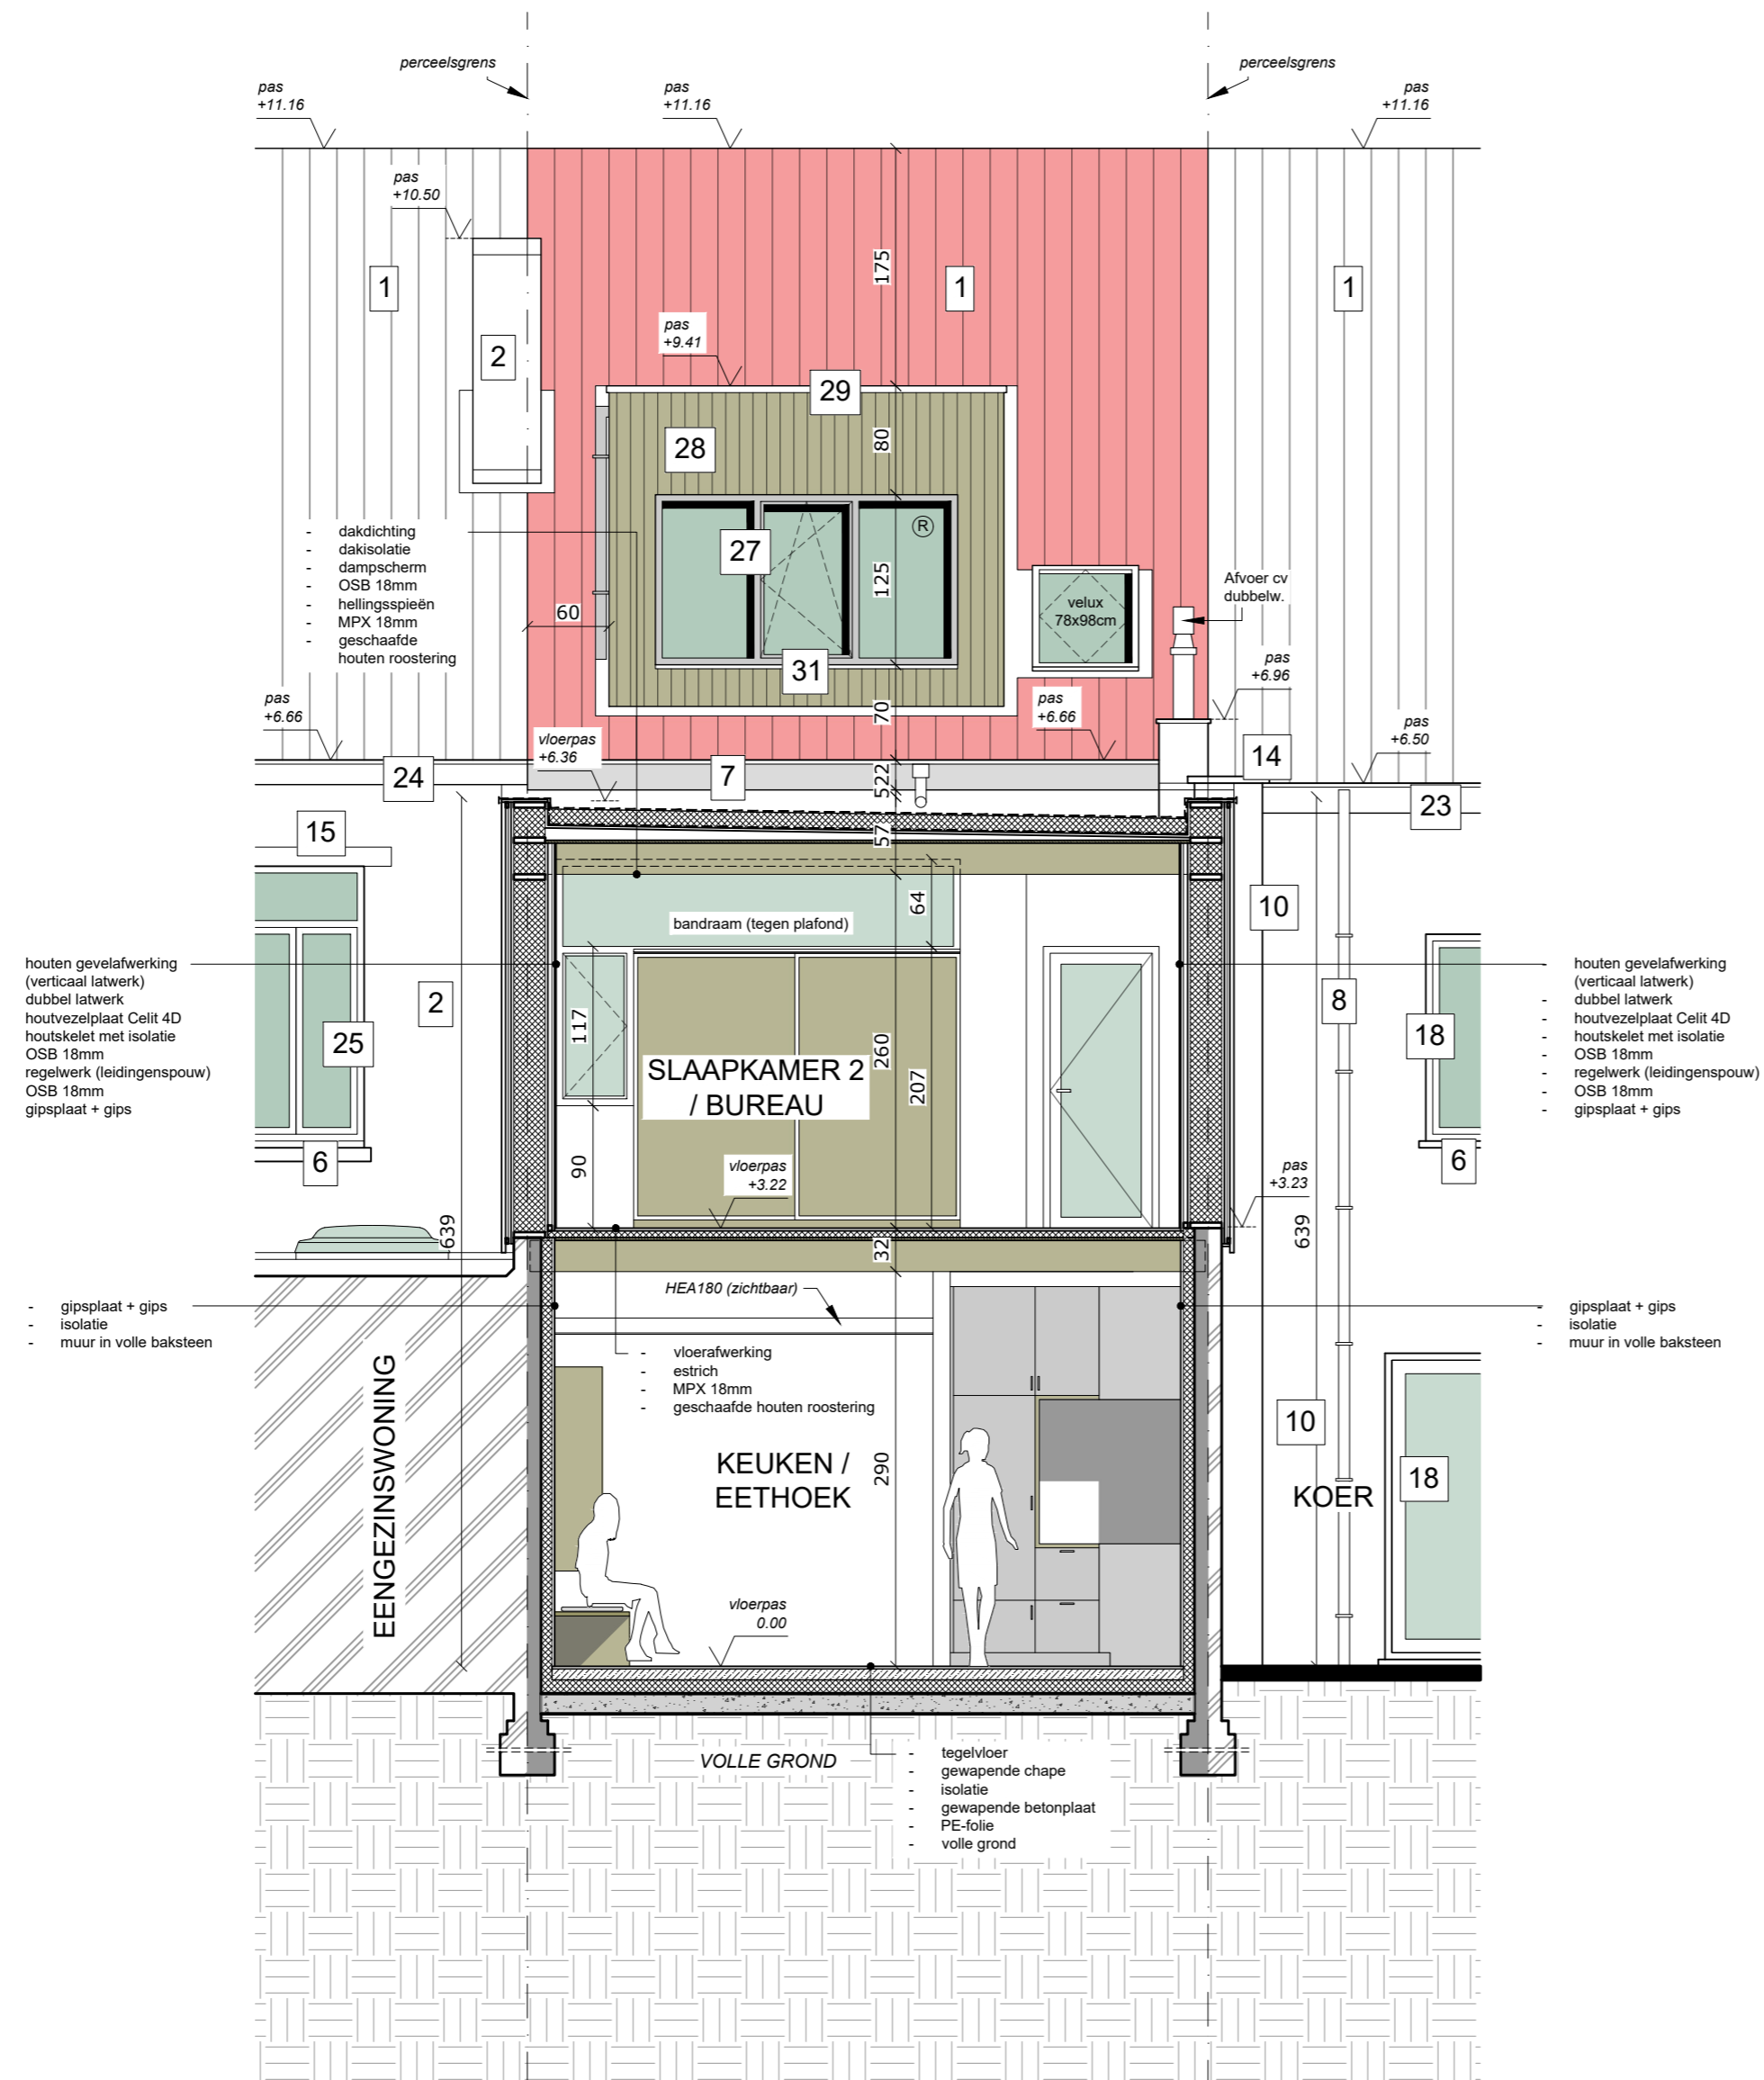 perceelsgrens
perceelsgrens
pas
+11.16
pas
+11.16
pas
+11.16
pas
+10.50
175
1
1
1
pas
+9.41
2
29
80
28
R
27
125
- dakdichting
- dakisolatie
- dampscherm
- OSB 18mm
- hellingsspieën
- MPX 18mm
- geschaafde
houten roostering
60
velux
78x98cm
Afvoer cv
dubbelw.
31
pas
+6.96
pas
+6.66
70
pas
+6.66
pas
+6.50
vloerpas
+6.36
24
7
14
522
23
15
57
64
10
bandraam (tegen plafond)
houten gevelafwerking
(verticaal latwerk)
dubbel latwerk
houtvezelplaat Celit 4D
houtskelet met isolatie
OSB 18mm
regelwerk (leidingenspouw)
OSB 18mm
gipsplaat + gips
2
25
117
SLAAPKAMER 2
/ BUREAU
260
207
8
18
- houten gevelafwerking
(verticaal latwerk)
- dubbel latwerk
- houtvezelplaat Celit 4D
- houtskelet met isolatie
- OSB 18mm
- regelwerk (leidingenspouw)
- OSB 18mm
- gipsplaat + gips
6
90
vloerpas
+3.22
pas
+3.23
6
639
639
32
HEA180 (zichtbaar)
- gipsplaat + gips
- isolatie
- muur in volle baksteen
- gipsplaat + gips
- isolatie
- muur in volle baksteen
- vloerafwerking
- estrich
- MPX 18mm
- geschaafde houten roostering
EENGEZINSWONING
KEUKEN /
EETHOEK
290
10
18
KOER
vloerpas
0.00
VOLLE GROND
- tegelvloer
- gewapende chape
- isolatie
- gewapende betonplaat
- PE-folie
- volle grond